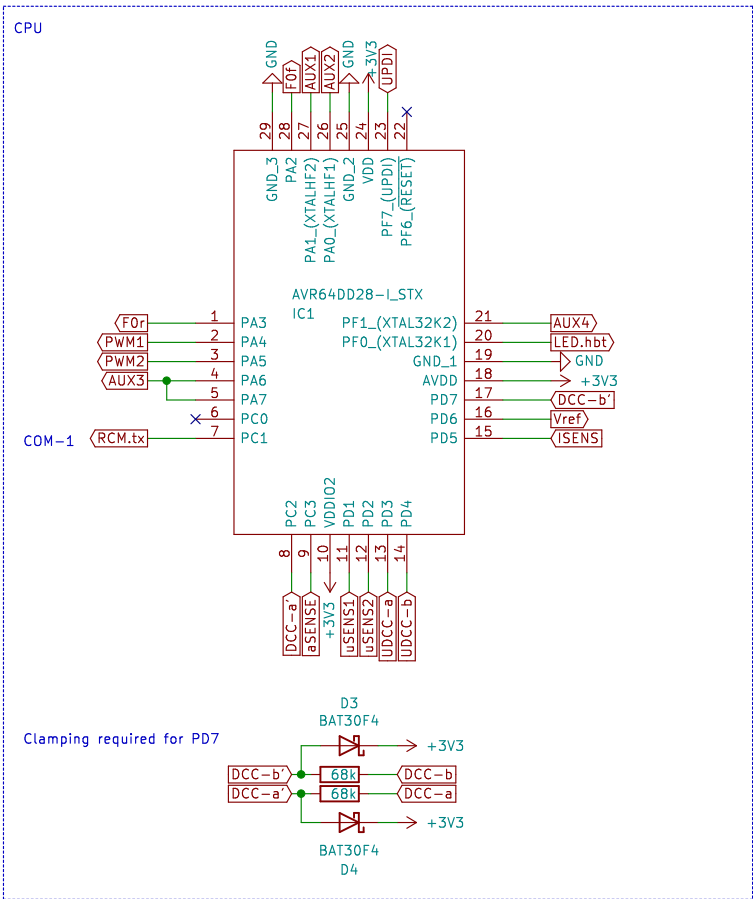 CPU
GND
F0f
AUX1
AUX2
GND
+3V3
UPDI
29
28
27
26
25
24
23
22
GND_3
PA2
PA1_(XTALHF2)
PA0_(XTALHF1)
GND_2
VDD
PF7_(UPDI)
PF6_(RESET)
AVR64DD28-I_STX
IC1
F0r 1 PA3
PWM1 2 PA4
PWM2 3 PA5
AUX3 4 PA6
5 PA7
6 PC0
COM-1 RCM.tx 7 PC1
PF1_(XTAL32K2) 21 AUX4
PF0_(XTAL32K1) 20 LED.hbt
GND_1 19 GND
AVDD 18 +3V3
PD7 17 DCC-b'
PD6 16 Vref
PD5 15 ISENS
PC2
PC3
VDDIO2
PD1
PD2
PD3
PD4
8
9
10
11
12
13
14
DCC-a'
aSENSE
+3V3
uSENS1
uSENS2
UDCC-a
UDCC-b
D3
BAT30F4
Clamping required for PD7
+3V3
DCC-b' 68k DCC-b
DCC-a' 68k DCC-a
+3V3
BAT30F4
D4